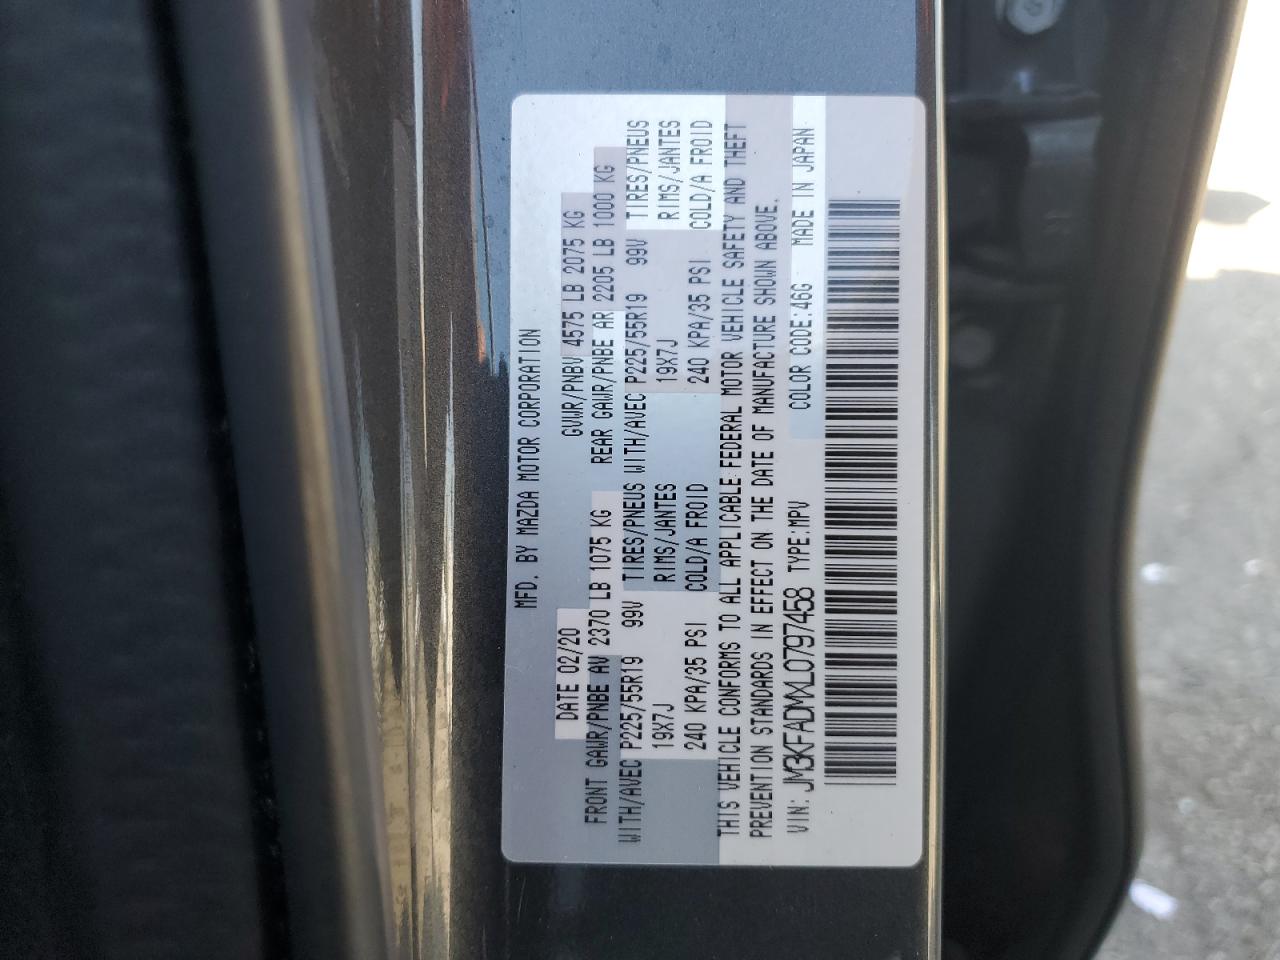 MFD. BY MAZDA MOTOR CORPORATION
DATE 02/20 GVWR/PNBV 4575 LB 2075 KG
FRONT GAWR/PNBE AV 2370 LB 1075 KG REAR GAWR/PNBE AR 2205 LB 1000 KG
WITH/AVEC P225/55R19 99V TIRES/PNEUS WITH/AVEC P225/55R19 99V TIRES/PNEUS
19X7J RIMS/JANTES 19X7J RIMS/JANTES
240 KPA/35 PSI COLD/A FROID 240 KPA/35 PSI COLD/A FROID
THIS VEHICLE CONFORMS TO ALL APPLICABLE FEDERAL MOTOR VEHICLE SAFETY AND THEFT
PREVENTION STANDARDS IN EFFECT ON THE DATE OF MANUFACTURE SHOWN ABOVE.
VIN: JM3KFADMXL0797458 TYPE:MPV COLOR CODE:46G MADE IN JAPAN